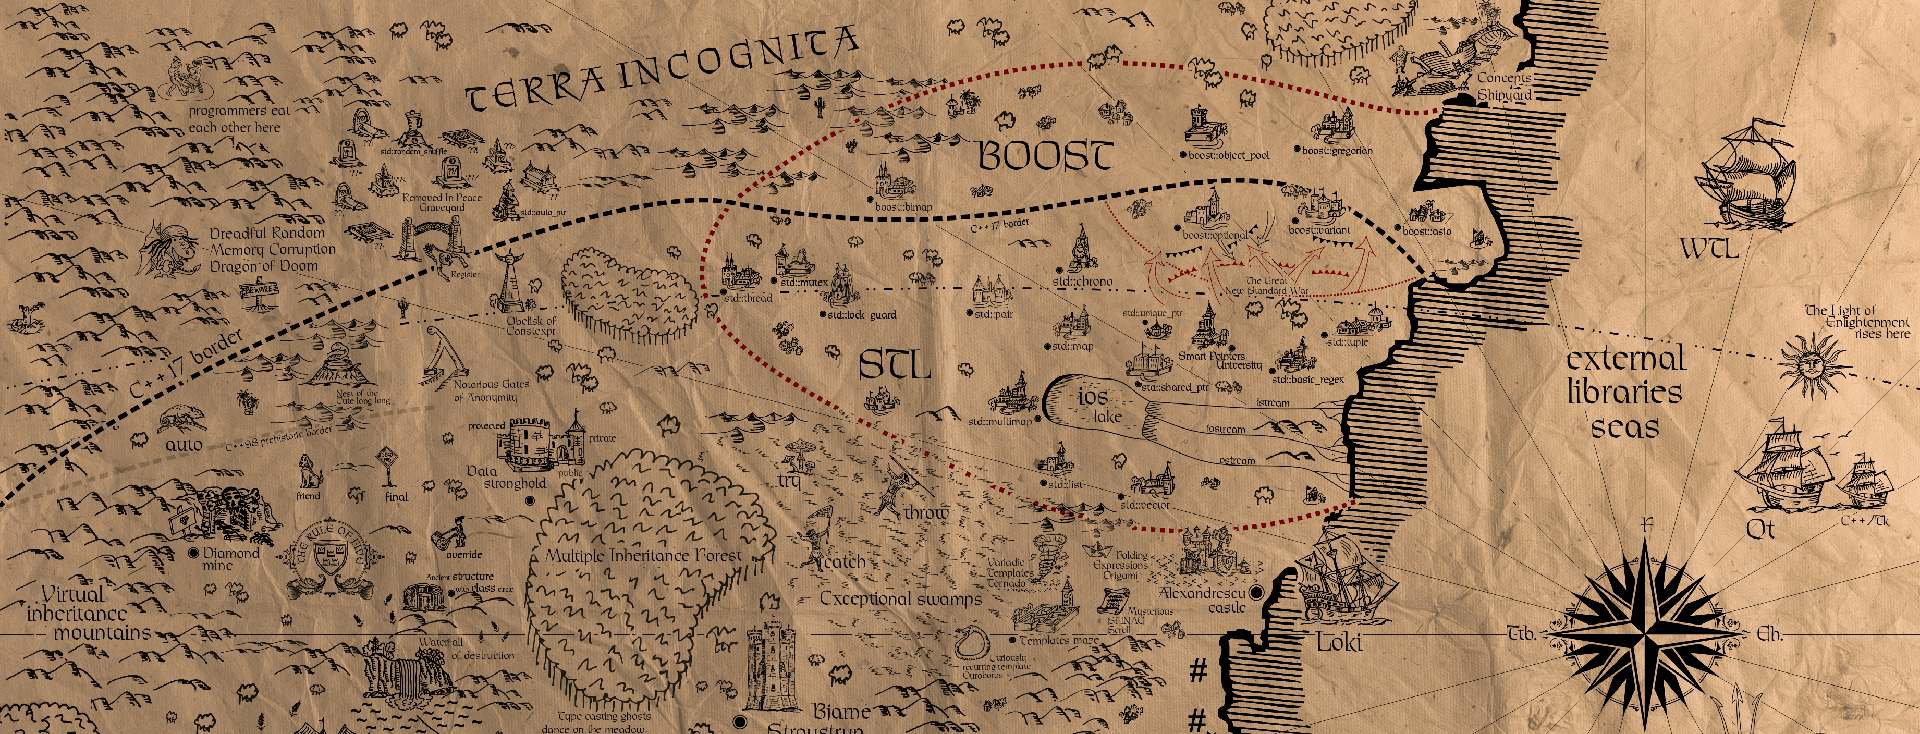 TERRA INCOGNITA
Concepts
Shipyard
programmers eat
each other here
std::random_shuffle
Removed In Peace
Graveyard
std::auto_ptr
BOOST
boost::object_pool
boost::gregorian
boost::bimap
C++17 border
boost::optional
boost::variant
boost::asio
WTL
Dreadful Random
Memory Corruption
Dragon of Doom
BEWARE
Register
std::thread
std::mutex
std::lock_guard
std::pair
std::chrono
The Great
New Standard War
Obelisk of
Constexpr
C++17 border
STL
std::map
std::unique_ptr
Smart Pointers
University
std::shared_ptr
std::tuple
std::basic_regex
The Light of
Enlightenment
rises here
external
libraries
seas
Notorious Gates
of Anonymity
Nest of the
Cute long long
auto
C++98 prehistoric border
ios
lake
istream
iostream
ostream
std::multimap
std::list
std::vector
protected
private
public
Data
stronghold
friend
final
try
throw
catch
Qt
C++/Tk
Diamond
mine
THE RULE OF FIVE
override
Multiple Inheritance Forest
Variadic
Templates
Tornado
Folding
Expressions
Origami
Alexandrescu
castle
Virtual
inheritance
mountains
Ancient structure
with class error
Exceptional swamps
Mysterious
SFINAE
Scroll
Templates maze
Loki
Ttb.
Elh.
Waterfall
of destruction
Curiously
recurring template
Ouroboros
#
#
Type casting ghosts
dance on the meadow
Bjarne
Stroustrup